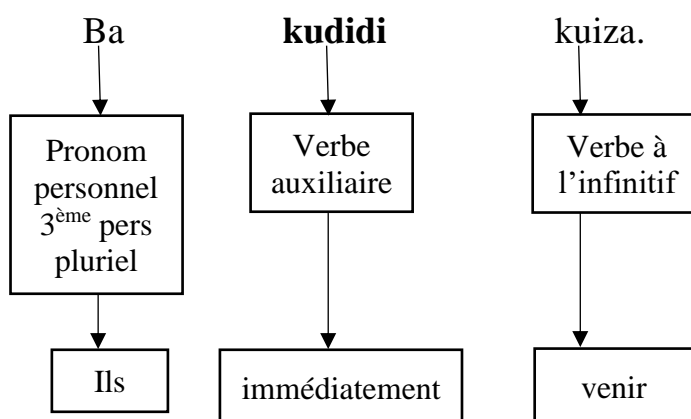 Ba kudidi kuiza.
Pronom
personnel
3ème pers
pluriel
Verbe
auxiliaire
Verbe à
l’infinitif
Ils
immédiatement
venir